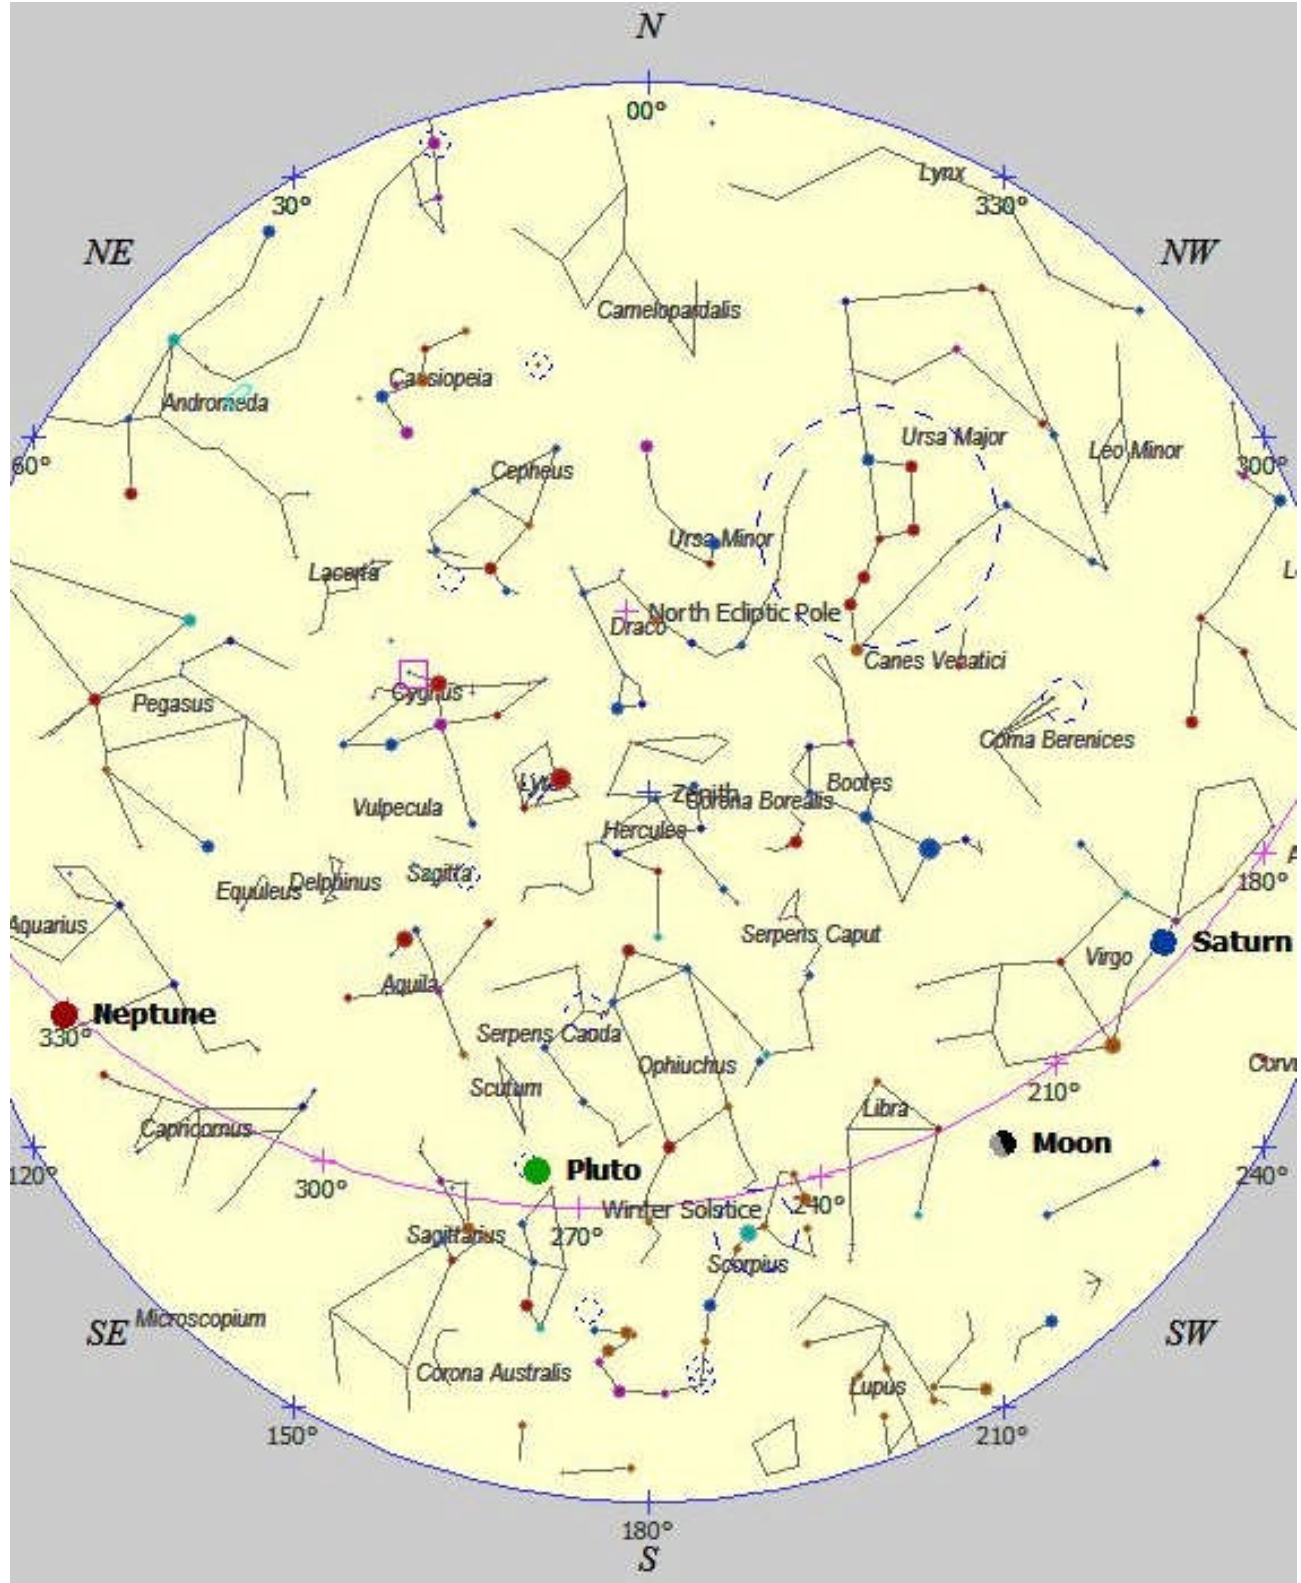 N
00°
Lynx
30°
330°
NE
NW
Camelopardalis
Cassiopeia
Andromeda
Ursa Major
Leo Minor
60°
300°
Cepheus
Ursa Minor
Lacerta
North Ecliptic Pole
Draco
Canes Venatici
Cygnus
Pegasus
Coma Berenices
Lyra
Zenith
Bootes
Corona Borealis
Vulpecula
Hercules
Sagitta
Delphinus
Equuleus
180°
Aquarius
Serpens Caput
Saturn
Virgo
Aquila
Neptune
330°
Serpens Cauda
Ophiuchus
Corvu
Scutum
210°
Libra
Capricornus
Moon
Pluto
120°
300°
240°
240°
Winter Solstice
Sagittarius
270°
Scorpius
Microscopium
SE
SW
Corona Australis
Lupus
150°
210°
180°
S